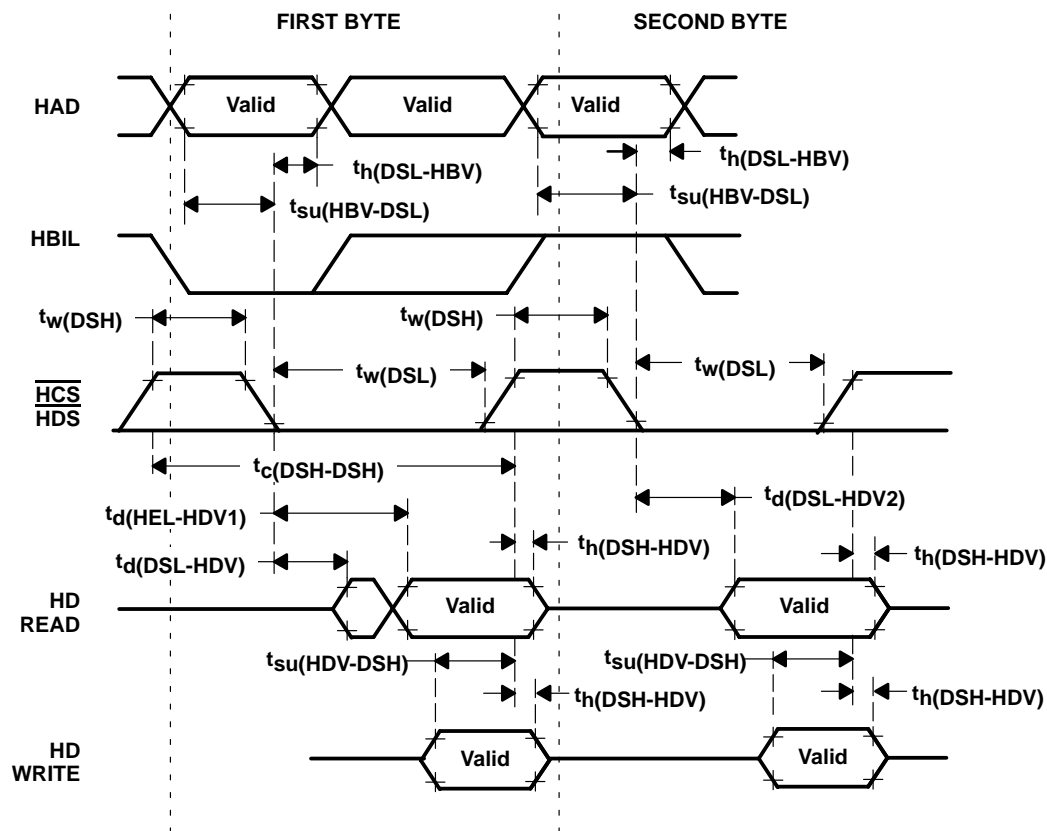 FIRST BYTE
SECOND BYTE
HAD
Valid
Valid
Valid
th(DSL-HBV)
th(DSL-HBV)
tsu(HBV-DSL)
tsu(HBV-DSL)
HBIL
tw(DSH)
tw(DSH)
tw(DSL)
tw(DSL)
HCS
HDS
tc(DSH-DSH)
td(DSL-HDV2)
td(HEL-HDV1)
th(DSH-HDV)
th(DSH-HDV)
td(DSL-HDV)
HD
READ
Valid
Valid
tsu(HDV-DSH)
tsu(HDV-DSH)
th(DSH-HDV)
th(DSH-HDV)
HD
WRITE
Valid
Valid